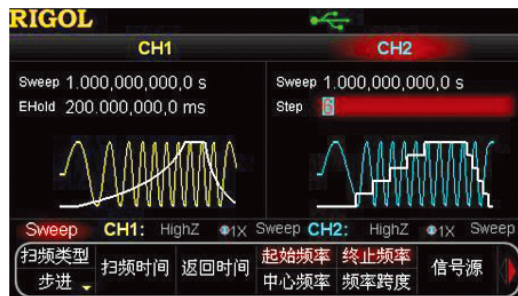 RIGOL
CH1 CH2
Sweep 1.000,000,000,0 s Sweep 1.000,000,000,0 s
EHold 200.000,000,0 ms Step 6
Sweep CH1: HighZ 1X Sweep CH2: HighZ 1X Sweep
扫频类型 扫频时间 返回时间 起始频率 终止频率 信号源
步进 中心频率 频率跨度